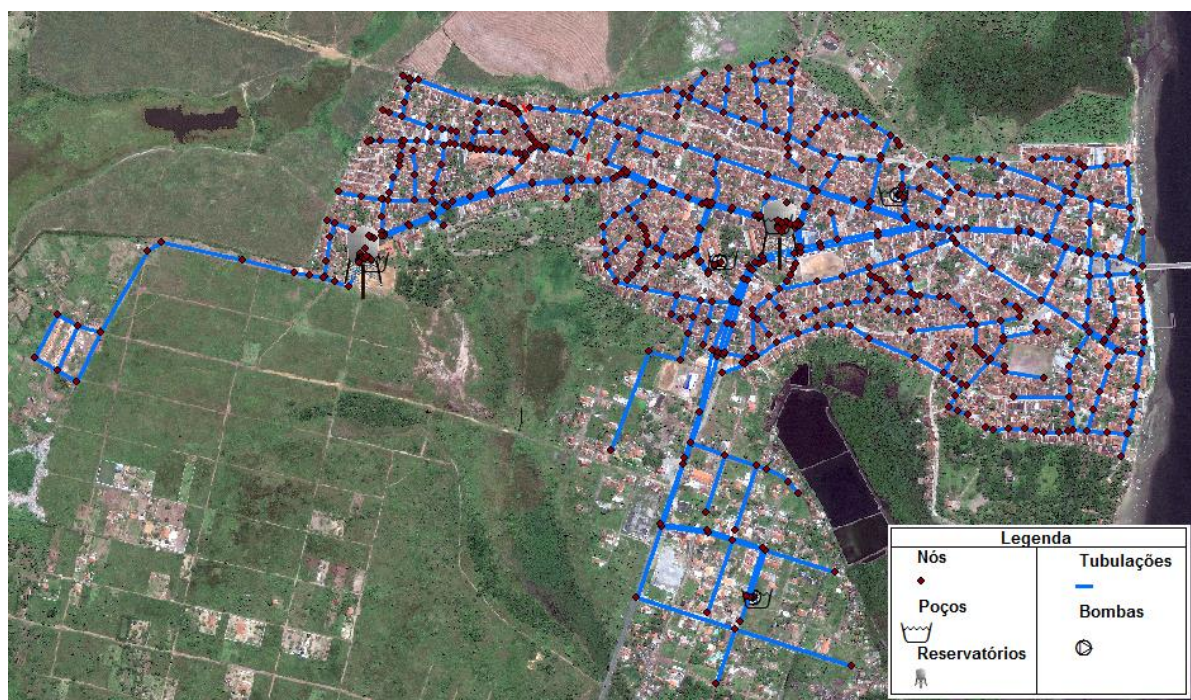 Legenda
Nós
Tubulações
Poços
Bombas
Reservatórios